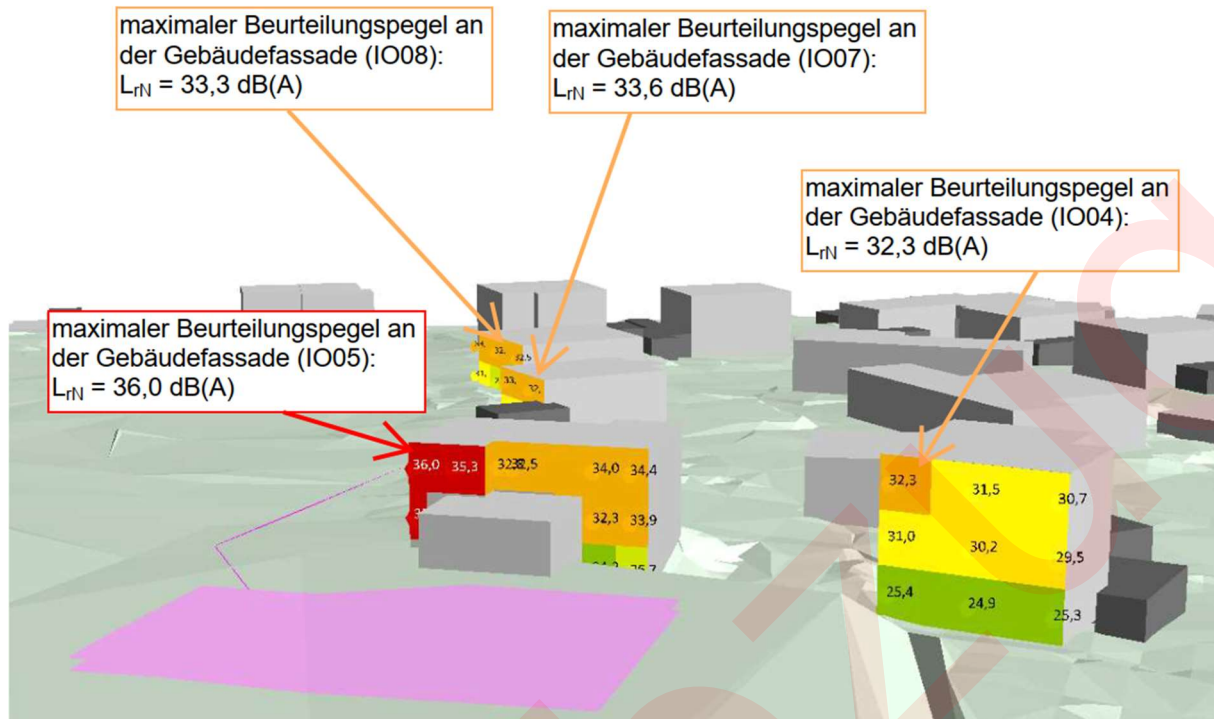 maximaler Beurteilungspegel an
der Gebäudefassade (IO08):
LrN = 33,3 dB(A)
maximaler Beurteilungspegel an
der Gebäudefassade (IO07):
LrN = 33,6 dB(A)
maximaler Beurteilungspegel an
der Gebäudefassade (IO04):
LrN = 32,3 dB(A)
maximaler Beurteilungspegel an
der Gebäudefassade (IO05):
LrN = 36,0 dB(A)
36,0 35,3 32,5 34,0 34,4
32,3 33,9
32,3 31,5 30,7
31,0 30,2 29,5
25,4 24,9 25,3